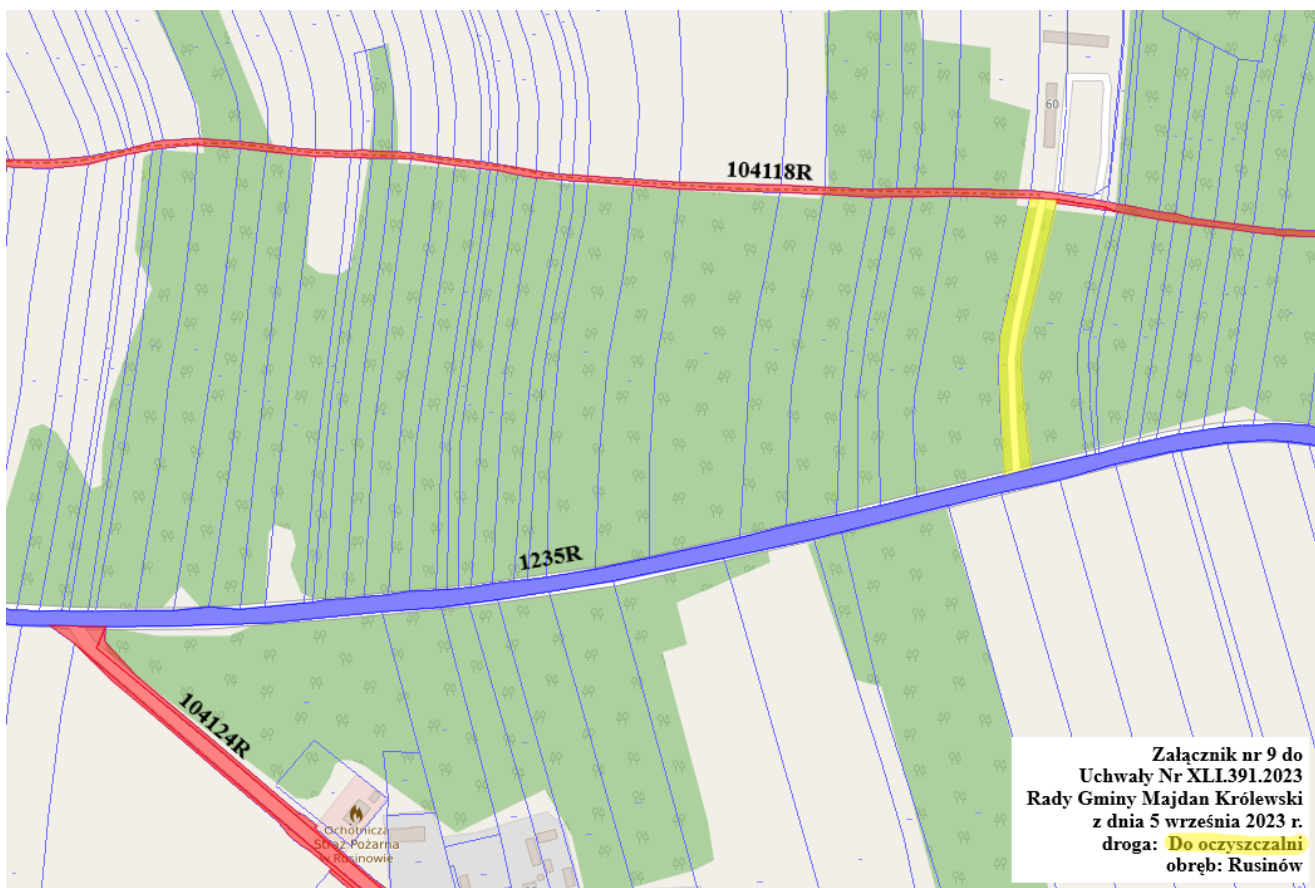 60
104118R
1235R
104124R
Ochotnicza
Straż Pożarna
w Rusinowie
Załącznik nr 9 do
Uchwały Nr XLI.391.2023
Rady Gminy Majdan Królewski
z dnia 5 września 2023 r.
droga: Do oczyszczalni
obręb: Rusinów